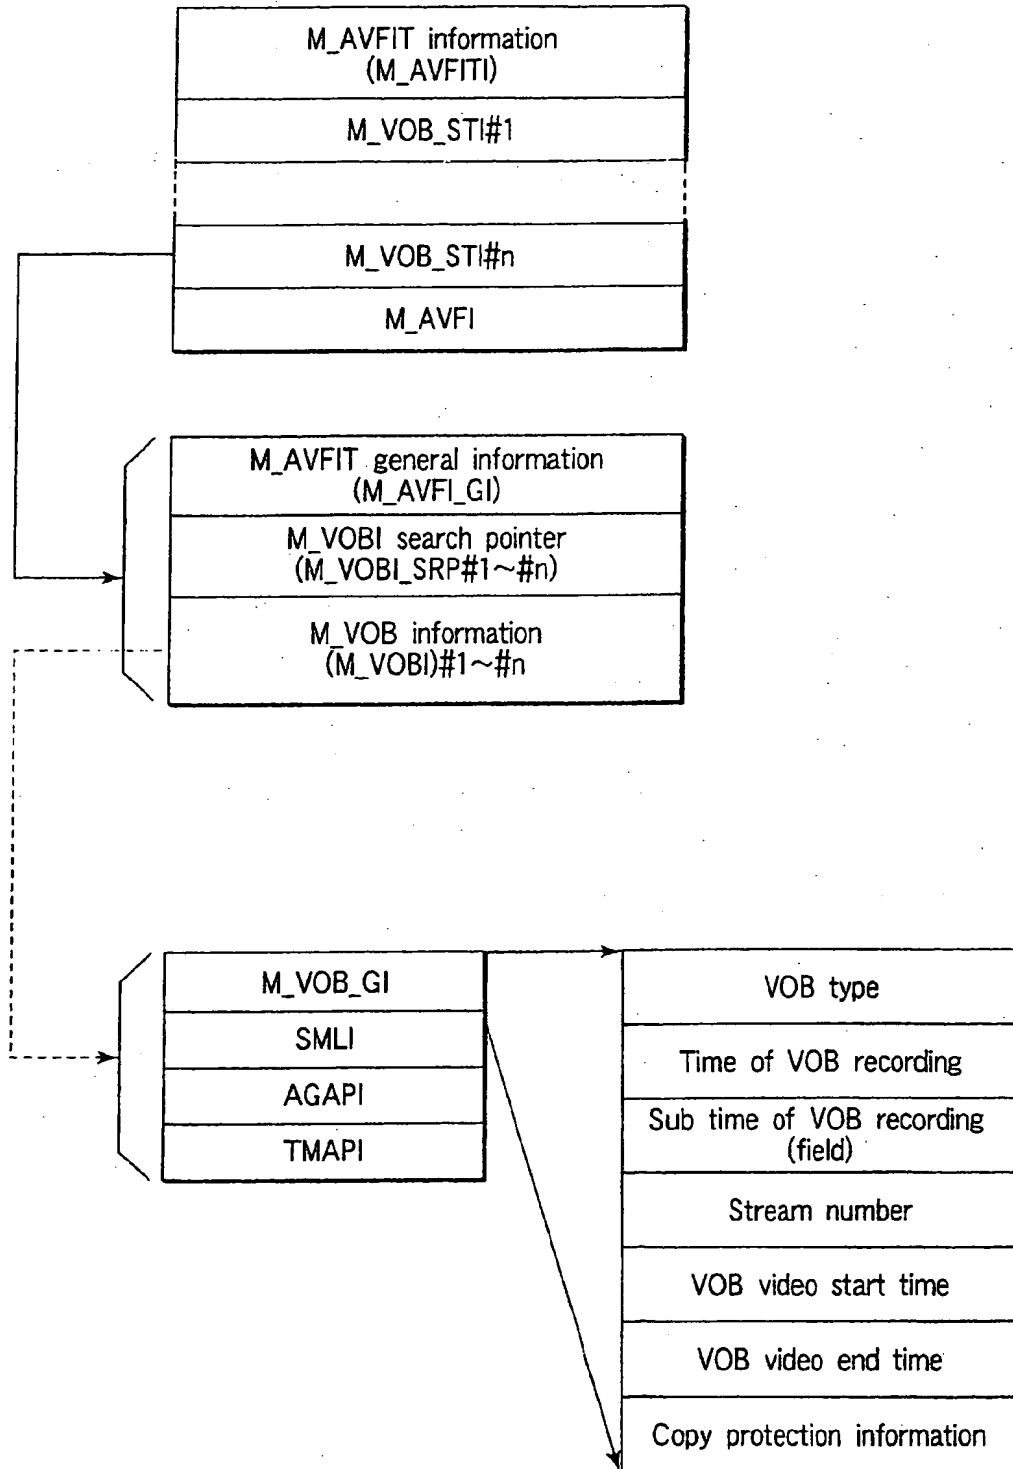 M_AVFIT information
(M_AVFITI)
M_VOB_STI#1
M_VOB_STI#n
M_AVFI
M_AVFIT general information
(M_AVFI_GI)
M_VOBI search pointer
(M_VOBI_SRP#1~#n)
M_VOB information
(M_VOBI)#1~#n
M_VOB_GI
SMLI
AGAPI
TMAPI
VOB type
Time of VOB recording
Sub time of VOB recording
(field)
Stream number
VOB video start time
VOB video end time
Copy protection information